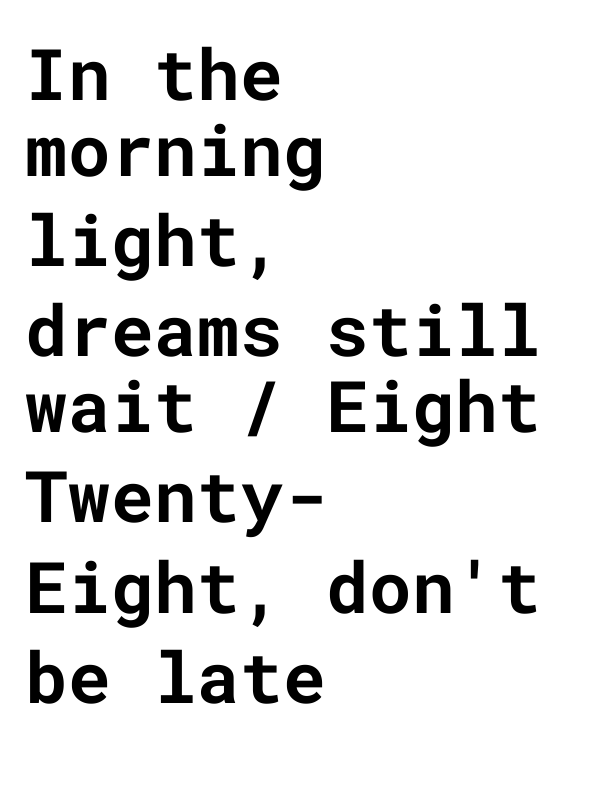 In the
morning
light,
dreams still
wait / Eight
Twenty-
Eight, don't
be late